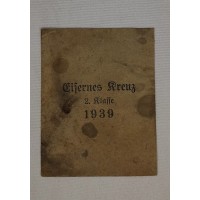 Eisernes Kreuz
2. Klasse
1939